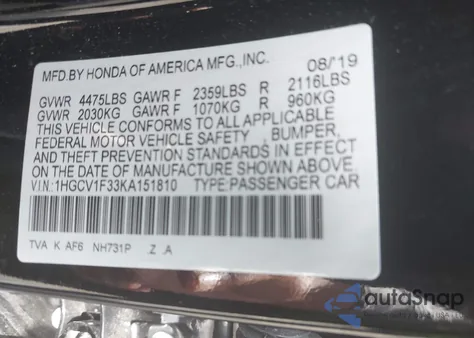 MFD.BY HONDA OF AMERICA MFG.,INC. 08/19
GVWR 4475LBS GAWR F 2359LBS R 2116LBS
GVWR 2030KG GAWR F 1070KG R 960KG
THIS VEHICLE CONFORMS TO ALL APPLICABLE
FEDERAL MOTOR VEHICLE SAFETY , BUMPER,
AND THEFT PREVENTION STANDARDS IN EFFECT
ON THE DATE OF MANUFACTURE SHOWN ABOVE.
V.I.N.:1HGCV1F33KA151810 TYPE:PASSENGER CAR
TVA K AF6 NH731P .Z .A
autoSnap